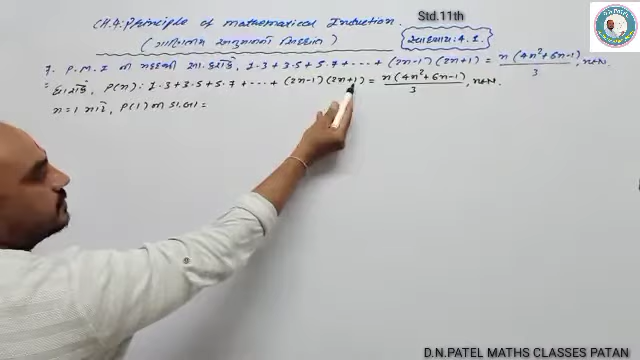 Std.11th
CH.4: Principle of mathematical Induction.
(ગાણિતિક અનુમાનનો સિદ્ધાંત)
સ્વાધ્યાય: 4.1
7. P.M.I ની મદદથી સા. કરોકે, 1·3+3·5+5·7+····+(2n-1)(2n+1) = n(4n²+6n-1)/3, n∈N.
ધારોકે, P(n): 1·3+3·5+5·7+····+(2n-1)(2n+1) = n(4n²+6n-1)/3, n∈N.
n=1 માટે, P(1) ની ડા.બા =
D.N.PATEL MATHS CLASSES PATAN